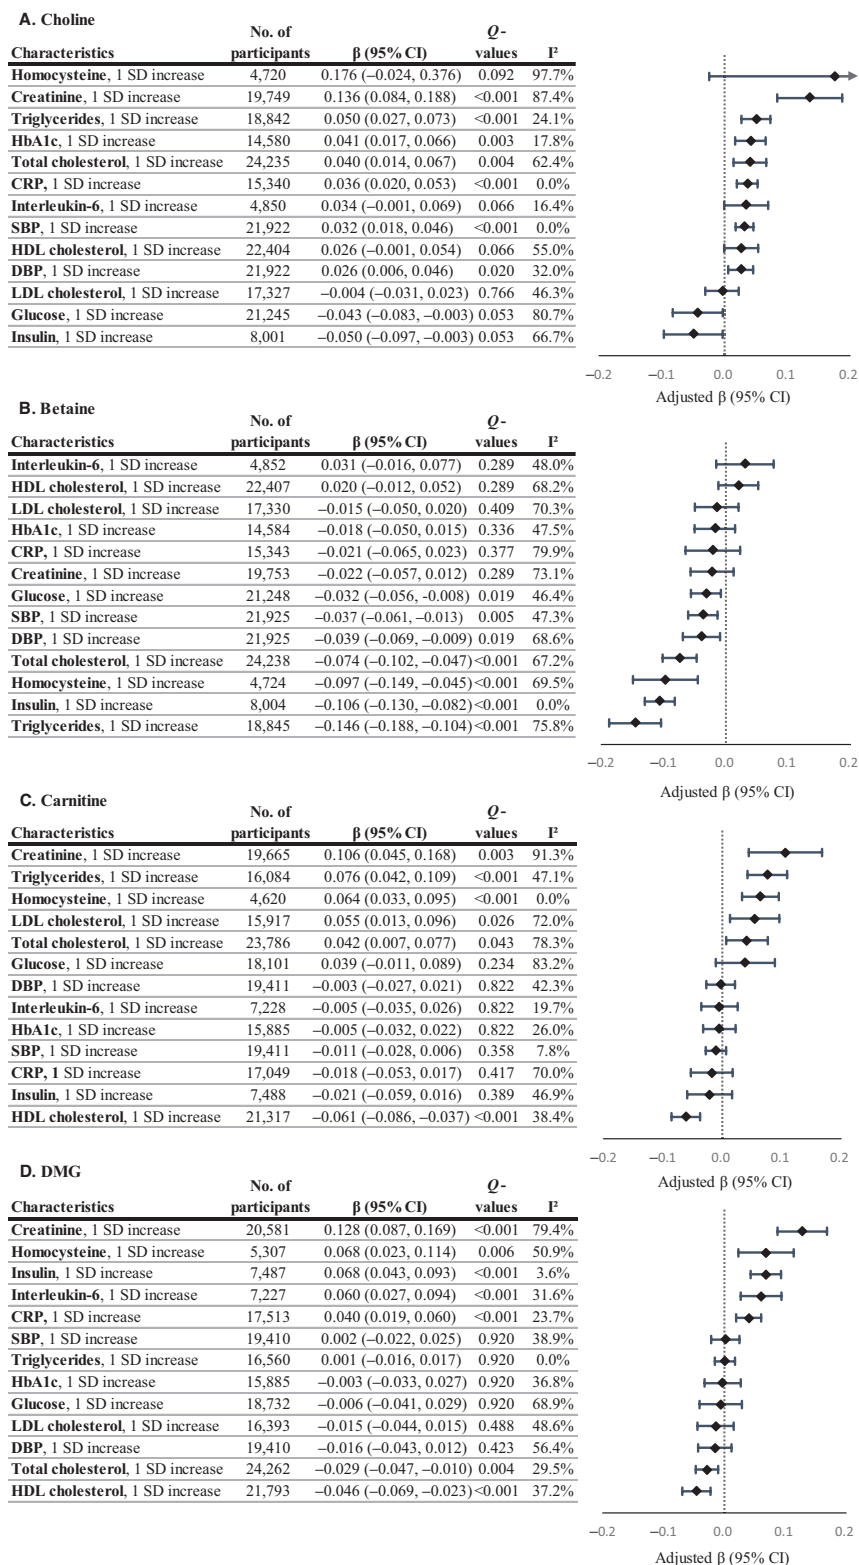 A. Choline
No. of Q-
Characteristics participants β (95% CI) values I²
Homocysteine, 1 SD increase 4,720 0.176 (−0.024, 0.376) 0.092 97.7%
Creatinine, 1 SD increase 19,749 0.136 (0.084, 0.188) <0.001 87.4%
Triglycerides, 1 SD increase 18,842 0.050 (0.027, 0.073) <0.001 24.1%
HbA1c, 1 SD increase 14,580 0.041 (0.017, 0.066) 0.003 17.8%
Total cholesterol, 1 SD increase 24,235 0.040 (0.014, 0.067) 0.004 62.4%
CRP, 1 SD increase 15,340 0.036 (0.020, 0.053) <0.001 0.0%
Interleukin-6, 1 SD increase 4,850 0.034 (−0.001, 0.069) 0.066 16.4%
SBP, 1 SD increase 21,922 0.032 (0.018, 0.046) <0.001 0.0%
HDL cholesterol, 1 SD increase 22,404 0.026 (−0.001, 0.054) 0.066 55.0%
DBP, 1 SD increase 21,922 0.026 (0.006, 0.046) 0.020 32.0%
LDL cholesterol, 1 SD increase 17,327 −0.004 (−0.031, 0.023) 0.766 46.3%
Glucose, 1 SD increase 21,245 −0.043 (−0.083, −0.003) 0.053 80.7%
Insulin, 1 SD increase 8,001 −0.050 (−0.097, −0.003) 0.053 66.7%
−0.2 −0.1 0.0 0.1 0.2
Adjusted β (95% CI)
B. Betaine
No. of Q-
Characteristics participants β (95% CI) values I²
Interleukin-6, 1 SD increase 4,852 0.031 (−0.016, 0.077) 0.289 48.0%
HDL cholesterol, 1 SD increase 22,407 0.020 (−0.012, 0.052) 0.289 68.2%
LDL cholesterol, 1 SD increase 17,330 −0.015 (−0.050, 0.020) 0.409 70.3%
HbA1c, 1 SD increase 14,584 −0.018 (−0.050, 0.015) 0.336 47.5%
CRP, 1 SD increase 15,343 −0.021 (−0.065, 0.023) 0.377 79.9%
Creatinine, 1 SD increase 19,753 −0.022 (−0.057, 0.012) 0.289 73.1%
Glucose, 1 SD increase 21,248 −0.032 (−0.056, -0.008) 0.019 46.4%
SBP, 1 SD increase 21,925 −0.037 (−0.061, −0.013) 0.005 47.3%
DBP, 1 SD increase 21,925 −0.039 (−0.069, −0.009) 0.019 68.6%
Total cholesterol, 1 SD increase 24,238 −0.074 (−0.102, −0.047) <0.001 67.2%
Homocysteine, 1 SD increase 4,724 −0.097 (−0.149, −0.045) <0.001 69.5%
Insulin, 1 SD increase 8,004 −0.106 (−0.130, −0.082) <0.001 0.0%
Triglycerides, 1 SD increase 18,845 −0.146 (−0.188, −0.104) <0.001 75.8%
−0.2 −0.1 0.0 0.1 0.2
Adjusted β (95% CI)
C. Carnitine
No. of Q-
Characteristics participants β (95% CI) values I²
Creatinine, 1 SD increase 19,665 0.106 (0.045, 0.168) 0.003 91.3%
Triglycerides, 1 SD increase 16,084 0.076 (0.042, 0.109) <0.001 47.1%
Homocysteine, 1 SD increase 4,620 0.064 (0.033, 0.095) <0.001 0.0%
LDL cholesterol, 1 SD increase 15,917 0.055 (0.013, 0.096) 0.026 72.0%
Total cholesterol, 1 SD increase 23,786 0.042 (0.007, 0.077) 0.043 78.3%
Glucose, 1 SD increase 18,101 0.039 (−0.011, 0.089) 0.234 83.2%
DBP, 1 SD increase 19,411 −0.003 (−0.027, 0.021) 0.822 42.3%
Interleukin-6, 1 SD increase 7,228 −0.005 (−0.035, 0.026) 0.822 19.7%
HbA1c, 1 SD increase 15,885 −0.005 (−0.032, 0.022) 0.822 26.0%
SBP, 1 SD increase 19,411 −0.011 (−0.028, 0.006) 0.358 7.8%
CRP, 1 SD increase 17,049 −0.018 (−0.053, 0.017) 0.417 70.0%
Insulin, 1 SD increase 7,488 −0.021 (−0.059, 0.016) 0.389 46.9%
HDL cholesterol, 1 SD increase 21,317 −0.061 (−0.086, −0.037) <0.001 38.4%
−0.2 −0.1 0.0 0.1 0.2
Adjusted β (95% CI)
D. DMG
No. of Q-
Characteristics participants β (95% CI) values I²
Creatinine, 1 SD increase 20,581 0.128 (0.087, 0.169) <0.001 79.4%
Homocysteine, 1 SD increase 5,307 0.068 (0.023, 0.114) 0.006 50.9%
Insulin, 1 SD increase 7,487 0.068 (0.043, 0.093) <0.001 3.6%
Interleukin-6, 1 SD increase 7,227 0.060 (0.027, 0.094) <0.001 31.6%
CRP, 1 SD increase 17,513 0.040 (0.019, 0.060) <0.001 23.7%
SBP, 1 SD increase 19,410 0.002 (−0.022, 0.025) 0.920 38.9%
Triglycerides, 1 SD increase 16,560 0.001 (−0.016, 0.017) 0.920 0.0%
HbA1c, 1 SD increase 15,885 −0.003 (−0.033, 0.027) 0.920 36.8%
Glucose, 1 SD increase 18,732 −0.006 (−0.041, 0.029) 0.920 68.9%
LDL cholesterol, 1 SD increase 16,393 −0.015 (−0.044, 0.015) 0.488 48.6%
DBP, 1 SD increase 19,410 −0.016 (−0.043, 0.012) 0.423 56.4%
Total cholesterol, 1 SD increase 24,262 −0.029 (−0.047, −0.010) 0.004 29.5%
HDL cholesterol, 1 SD increase 21,793 −0.046 (−0.069, −0.023) <0.001 37.2%
−0.2 −0.1 0.0 0.1 0.2
Adjusted β (95% CI)